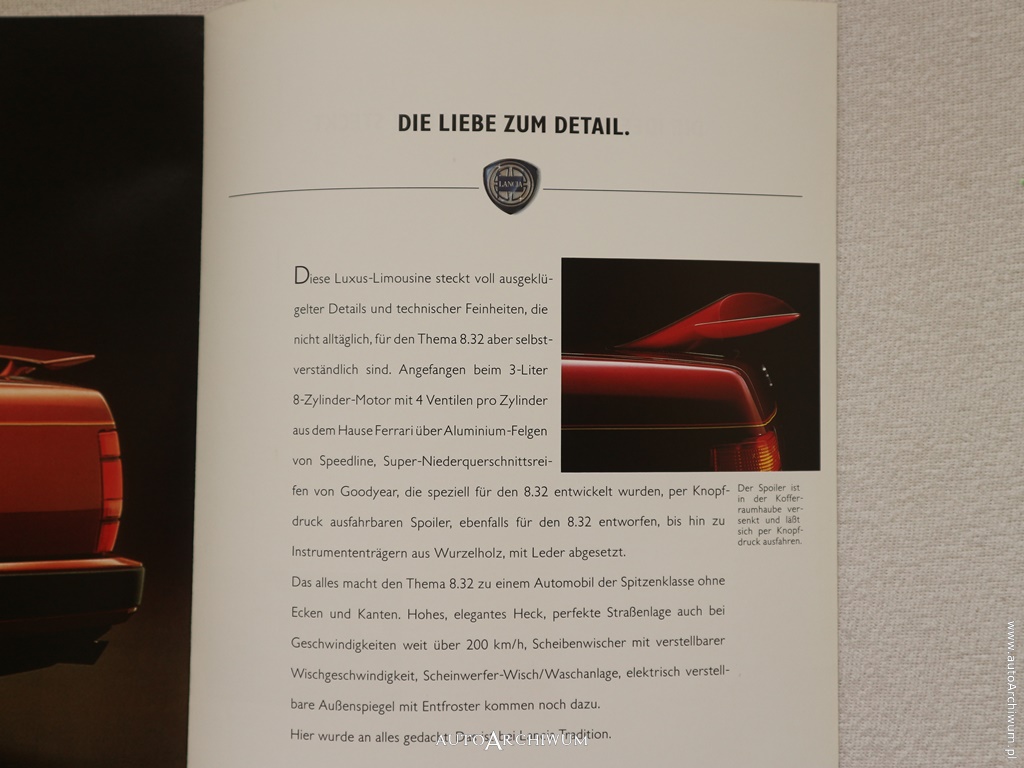 DIE LIEBE ZUM DETAIL.
LANCIA
Diese Luxus-Limousine steckt voll ausgeklü-
gelter Details und technischer Feinheiten, die
nicht alltäglich, für den Thema 8.32 aber selbst-
verständlich sind. Angefangen beim 3-Liter
8-Zylinder-Motor mit 4 Ventilen pro Zylinder
aus dem Hause Ferrari über Aluminium-Felgen
von Speedline, Super-Niederquerschnittsrei-
fen von Goodyear, die speziell für den 8.32 entwickelt wurden, per Knopf-
druck ausfahrbaren Spoiler, ebenfalls für den 8.32 entworfen, bis hin zu
Instrumententrägern aus Wurzelholz, mit Leder abgesetzt.
Das alles macht den Thema 8.32 zu einem Automobil der Spitzenklasse ohne
Ecken und Kanten. Hohes, elegantes Heck, perfekte Straßenlage auch bei
Geschwindigkeiten weit über 200 km/h, Scheibenwischer mit verstellbarer
Wischgeschwindigkeit, Scheinwerfer-Wisch/Waschanlage, elektrisch verstell-
bare Außenspiegel mit Entfroster kommen noch dazu.
Hier wurde an alles gedacht. Das ist bei Lancia Tradition.
Der Spoiler ist
in der Koffer-
raumhaube ver-
senkt und läßt
sich per Knopf-
druck ausfahren.
AUTOARCHIWUM
www.autoArchiwum.pl